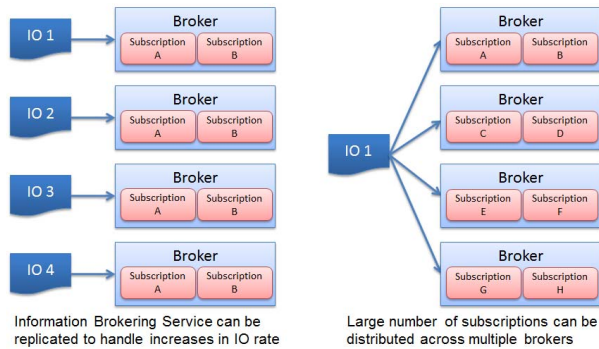 IO 1
Broker
Subscription A
Subscription B
IO 2
Broker
Subscription A
Subscription B
IO 3
Broker
Subscription A
Subscription B
IO 4
Broker
Subscription A
Subscription B
Information Brokering Service can be
replicated to handle increases in IO rate
IO 1
Broker
Subscription A
Subscription B
Broker
Subscription C
Subscription D
Broker
Subscription E
Subscription F
Broker
Subscription G
Subscription H
Large number of subscriptions can be
distributed across multiple brokers